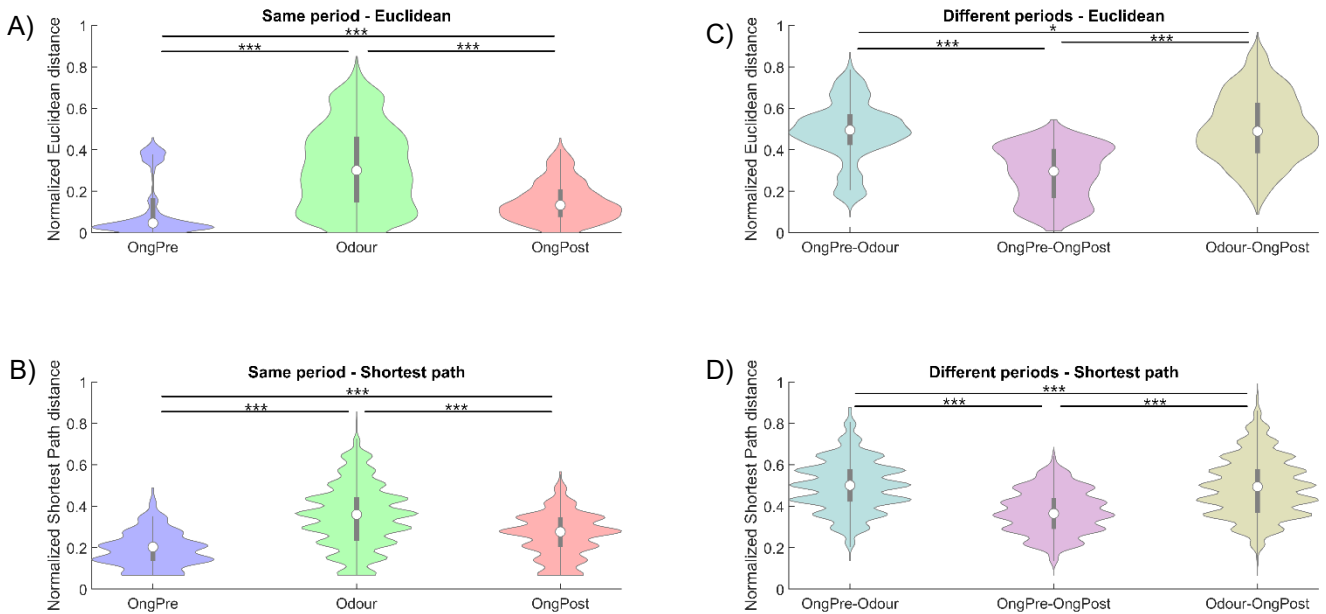 A)
Same period - Euclidean
Normalized Euclidean distance
1
0.8
0.6
0.4
0.2
0
***
***
***
OngPre
Odour
OngPost
C)
Different periods - Euclidean
Normalized Euclidean distance
1
0.8
0.6
0.4
0.2
0
*
***
***
OngPre-Odour
OngPre-OngPost
Odour-OngPost
B)
Same period - Shortest path
Normalized Shortest Path distance
1
0.8
0.6
0.4
0.2
0
***
***
***
OngPre
Odour
OngPost
D)
Different periods - Shortest path
Normalized Shortest Path distance
1
0.8
0.6
0.4
0.2
0
***
***
***
OngPre-Odour
OngPre-OngPost
Odour-OngPost